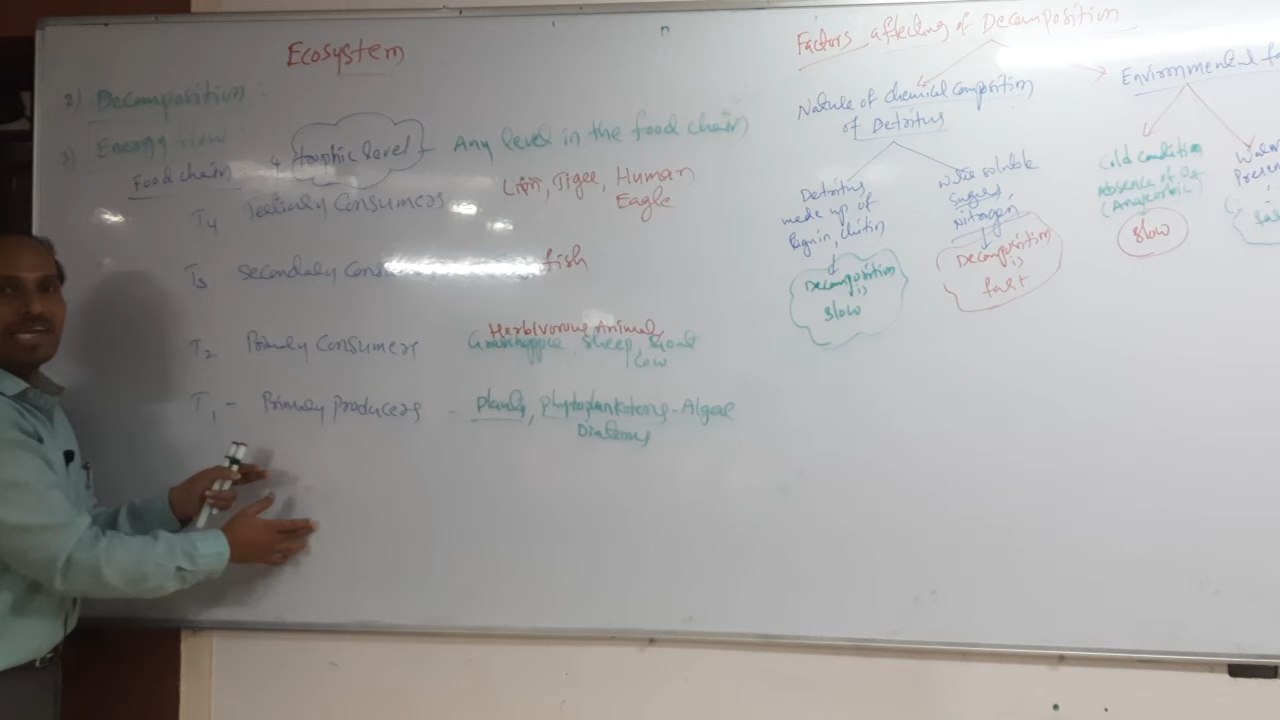 Ecosystem
2) Decomposition
3) Energy flow
Food chain 4 trophic level - Any level in the food chain
T4 Tertiary Consumers Lion, Tiger, Human
Eagle
T3 Secondary Cons fish
Herbivorous Animal
T2 Primary Consumers Grasshopper, Sheep, Goat
Cow
T1 - Primary Producers - plants, phytoplanktons - Algae
Diatoms
Factors affecting of Decomposition
Nature of chemical composition
of Detritus
Detritus
made up of
lignin, chitin
Decomposition
is
slow
sugars,
Nitrogen
Decomposition
is
fast
Environmental fa
Cold condition
Absence of O2
(Anaerobic)
slow